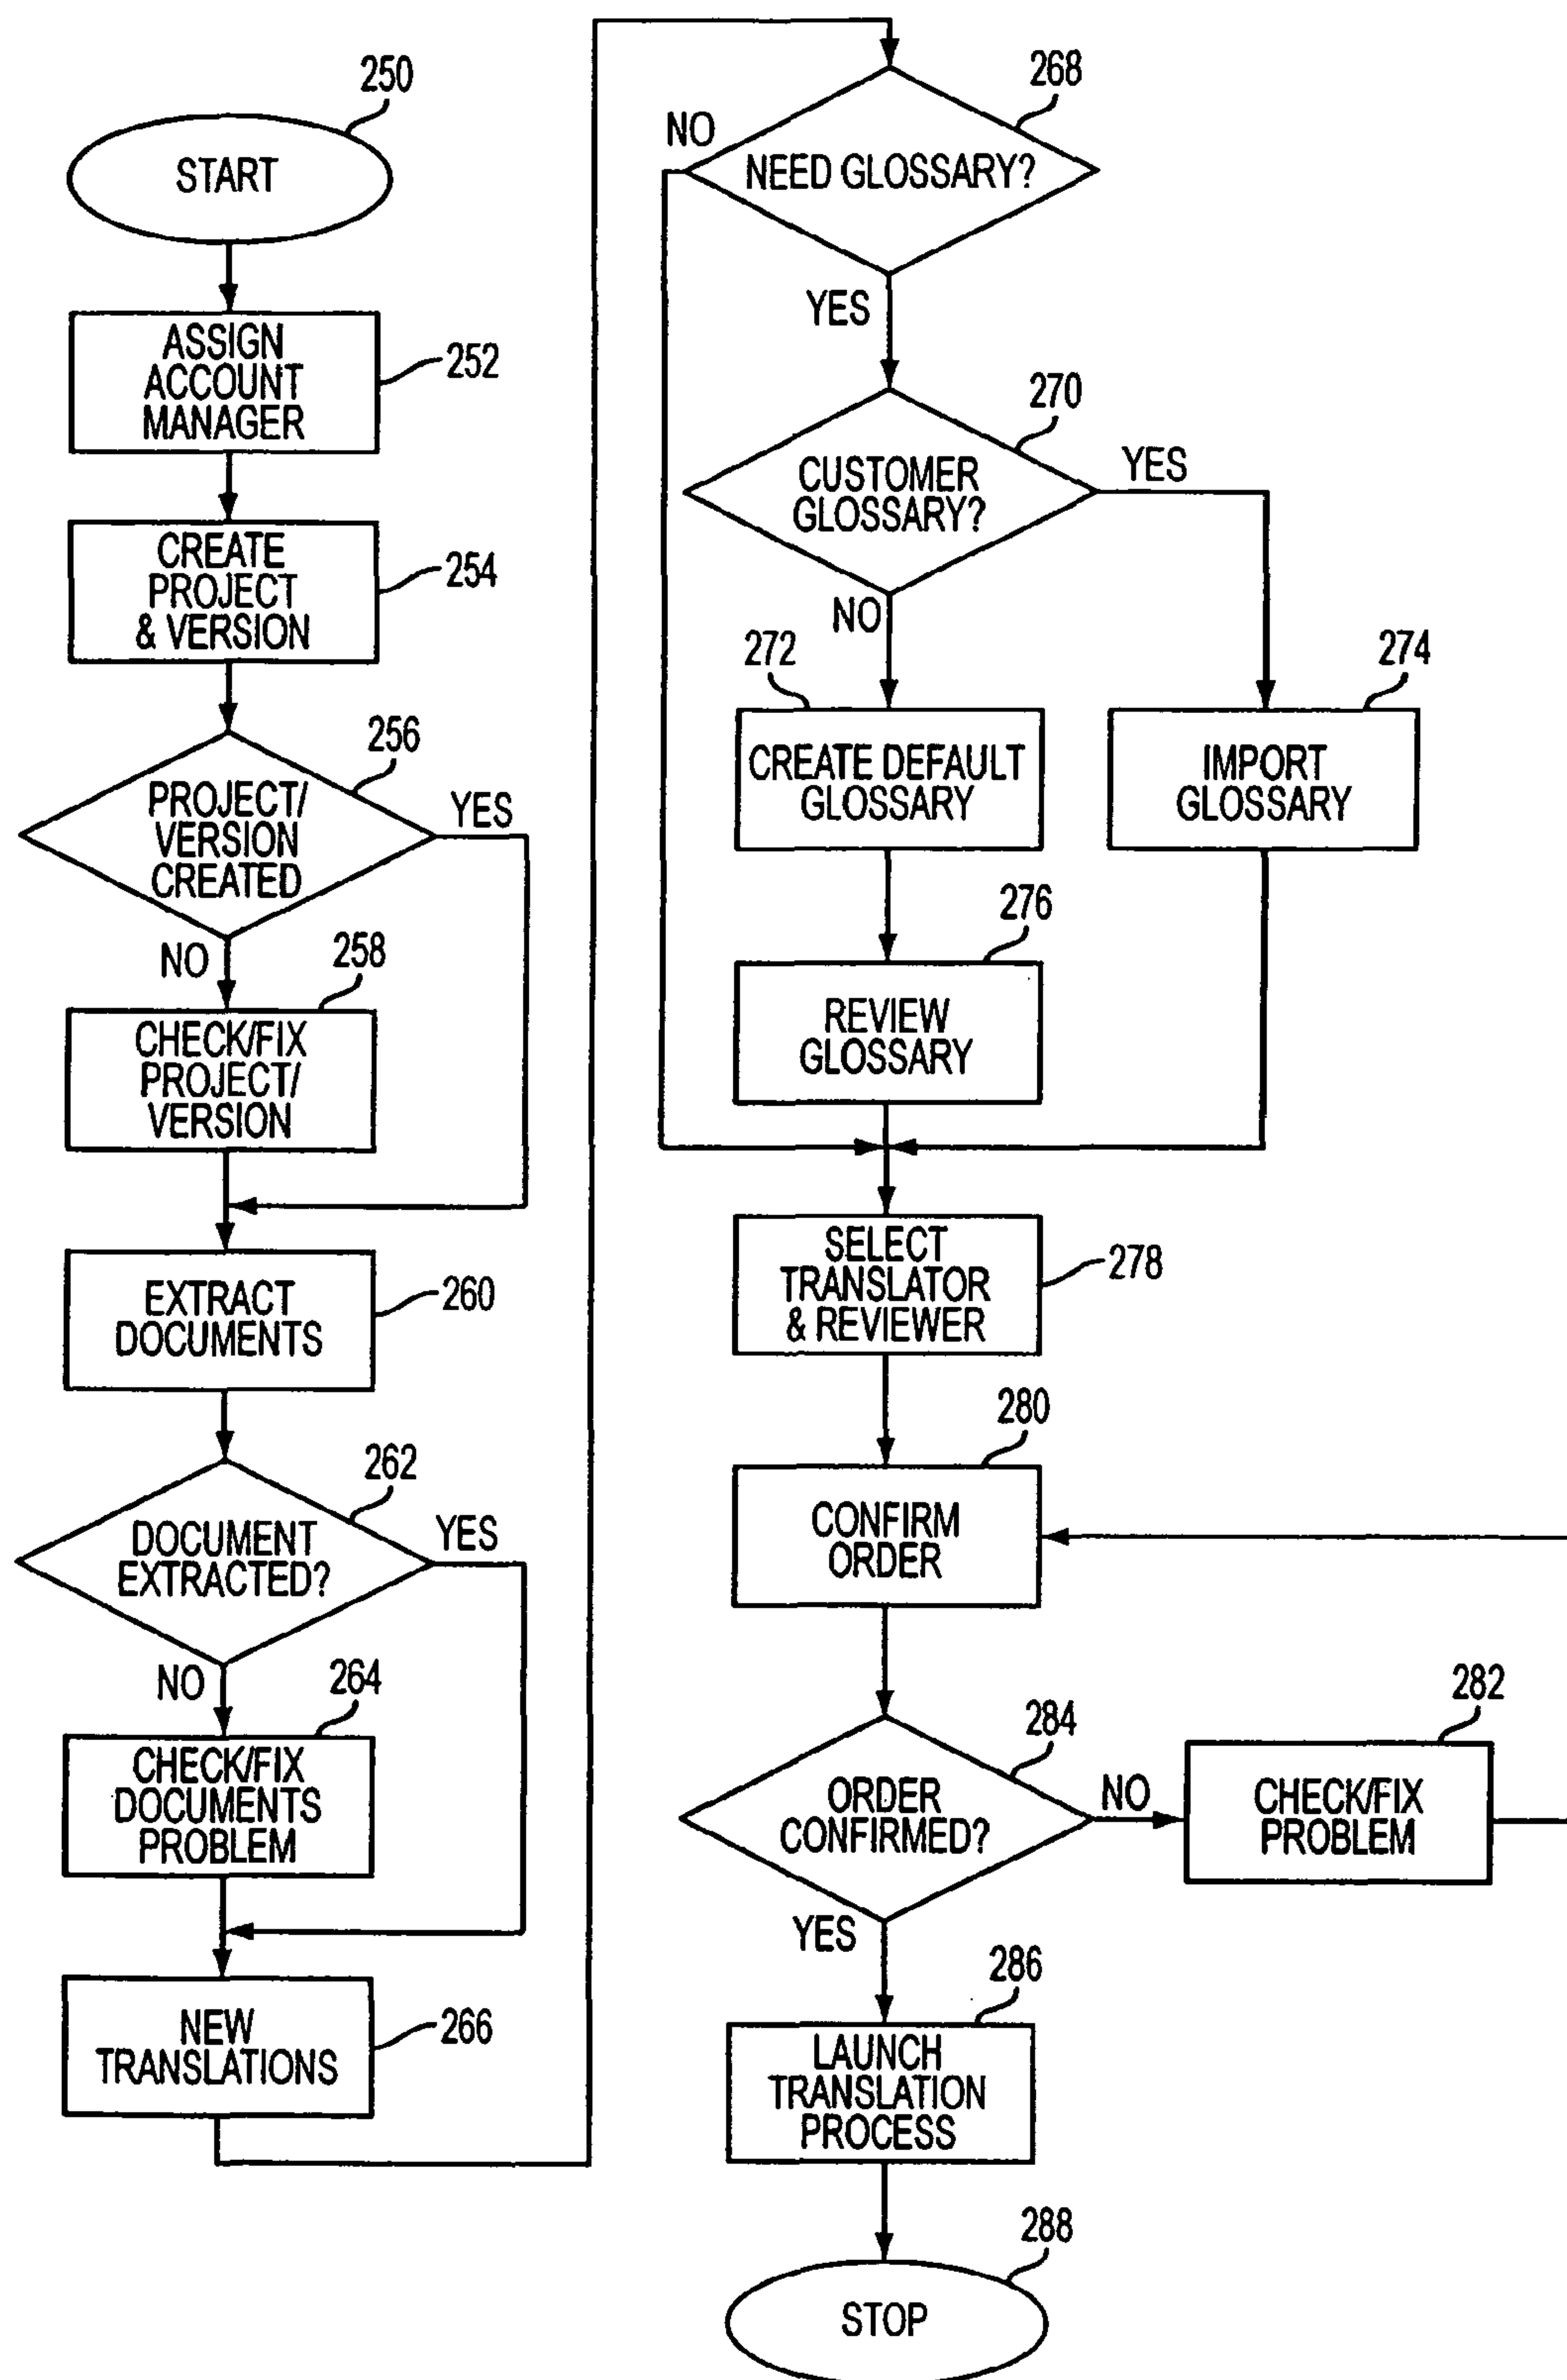 250
START
ASSIGN
ACCOUNT
MANAGER
252
CREATE
PROJECT
& VERSION
254
256
PROJECT/
VERSION
CREATED
YES
NO
258
CHECK/FIX
PROJECT/
VERSION
EXTRACT
DOCUMENTS
260
262
DOCUMENT
EXTRACTED?
YES
NO
264
CHECK/FIX
DOCUMENTS
PROBLEM
NEW
TRANSLATIONS
266
268
NO
NEED GLOSSARY?
YES
270
CUSTOMER
GLOSSARY?
YES
NO
272
CREATE DEFAULT
GLOSSARY
274
IMPORT
GLOSSARY
276
REVIEW
GLOSSARY
SELECT
TRANSLATOR
& REVIEWER
278
280
CONFIRM
ORDER
284
ORDER
CONFIRMED?
NO
282
CHECK/FIX
PROBLEM
YES
286
LAUNCH
TRANSLATION
PROCESS
288
STOP